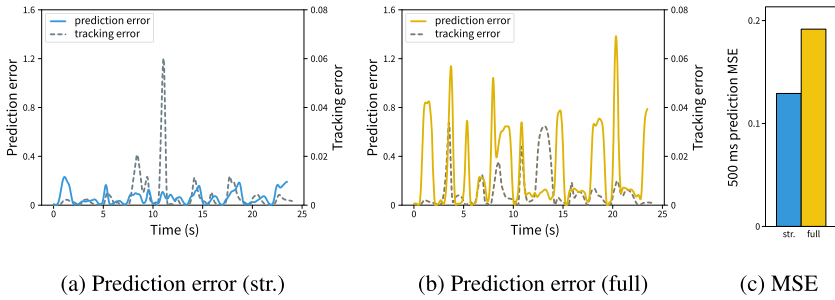 1.6
1.2
0.8
0.4
0
Prediction error
prediction error
tracking error
0.08
0.06
0.04
0.02
0
Tracking error
0
5
10
15
20
25
Time (s)
(a) Prediction error (str.)
1.6
1.2
0.8
0.4
0
Prediction error
prediction error
tracking error
0.08
0.06
0.04
0.02
0
Tracking error
0
5
10
15
20
25
Time (s)
(b) Prediction error (full)
0.2
0.1
0
500 ms prediction MSE
str.
full
(c) MSE